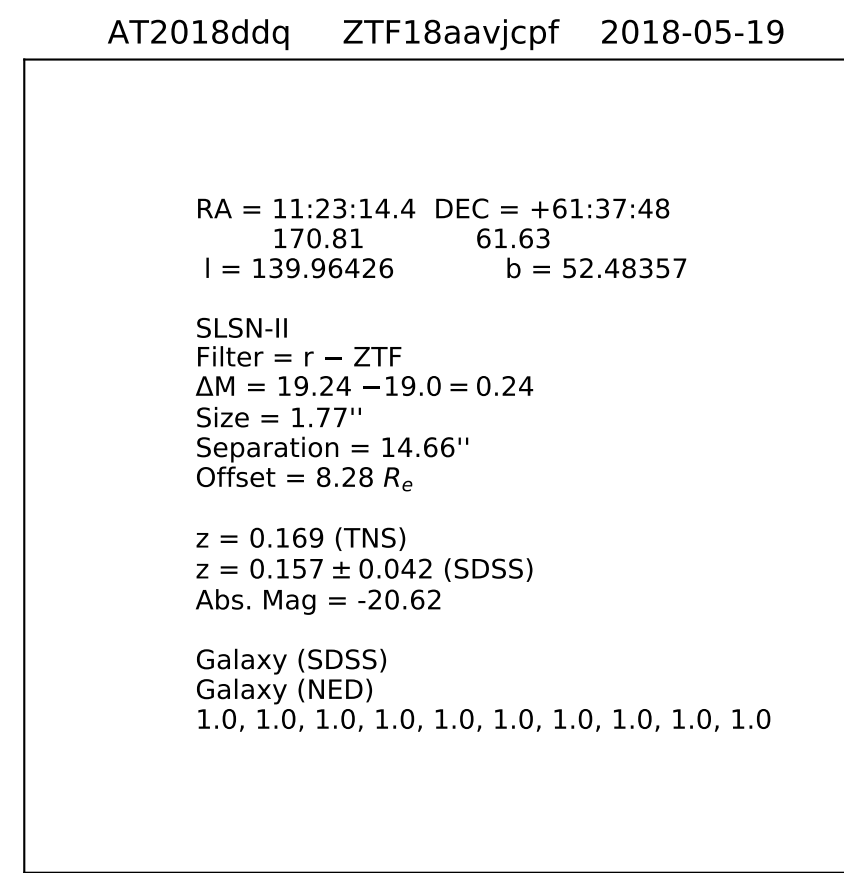 AT2018ddq ZTF18aavjcpf 2018-05-19
RA = 11:23:14.4 DEC = +61:37:48
170.81 61.63
l = 139.96426 b = 52.48357
SLSN-II
Filter = r − ZTF
ΔM = 19.24 −19.0 = 0.24
Size = 1.77''
Separation = 14.66''
Offset = 8.28 Rₑ
z = 0.169 (TNS)
z = 0.157 ± 0.042 (SDSS)
Abs. Mag = -20.62
Galaxy (SDSS)
Galaxy (NED)
1.0, 1.0, 1.0, 1.0, 1.0, 1.0, 1.0, 1.0, 1.0, 1.0